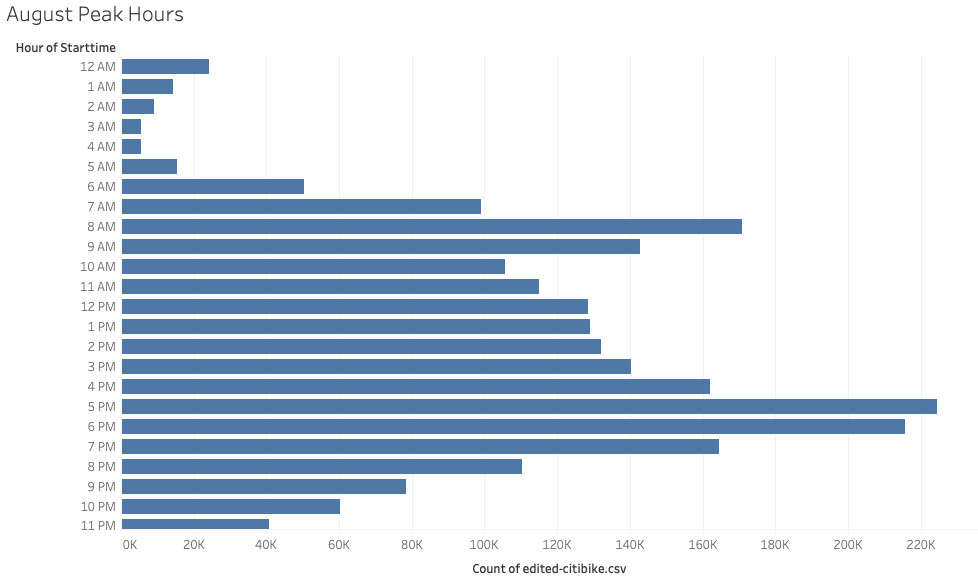 August Peak Hours
Hour of Starttime
12 AM
1 AM
2 AM
3 AM
4 AM
5 AM
6 AM
7 AM
8 AM
9 AM
10 AM
11 AM
12 PM
1 PM
2 PM
3 PM
4 PM
5 PM
6 PM
7 PM
8 PM
9 PM
10 PM
11 PM
0K 20K 40K 60K 80K 100K 120K 140K 160K 180K 200K 220K
Count of edited-citibike.csv